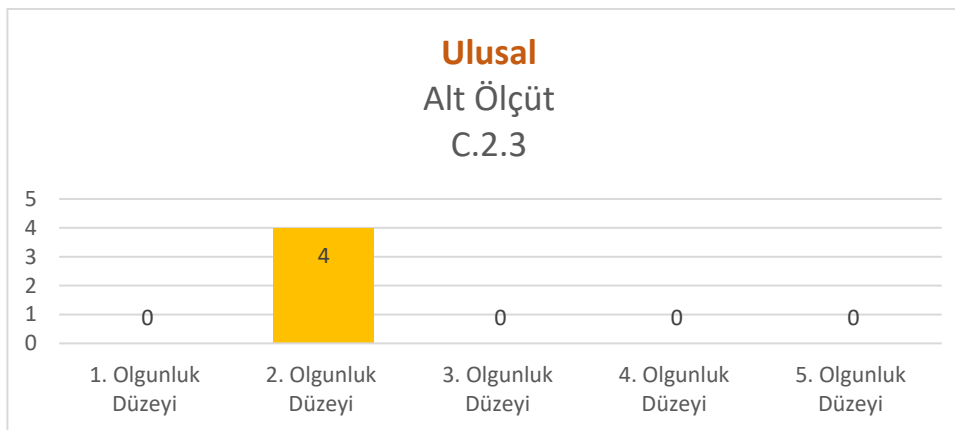 Ulusal
Alt Ölçüt
C.2.3
5
4
3
2
1
0
0
4
0
0
0
1. Olgunluk
Düzeyi
2. Olgunluk
Düzeyi
3. Olgunluk
Düzeyi
4. Olgunluk
Düzeyi
5. Olgunluk
Düzeyi